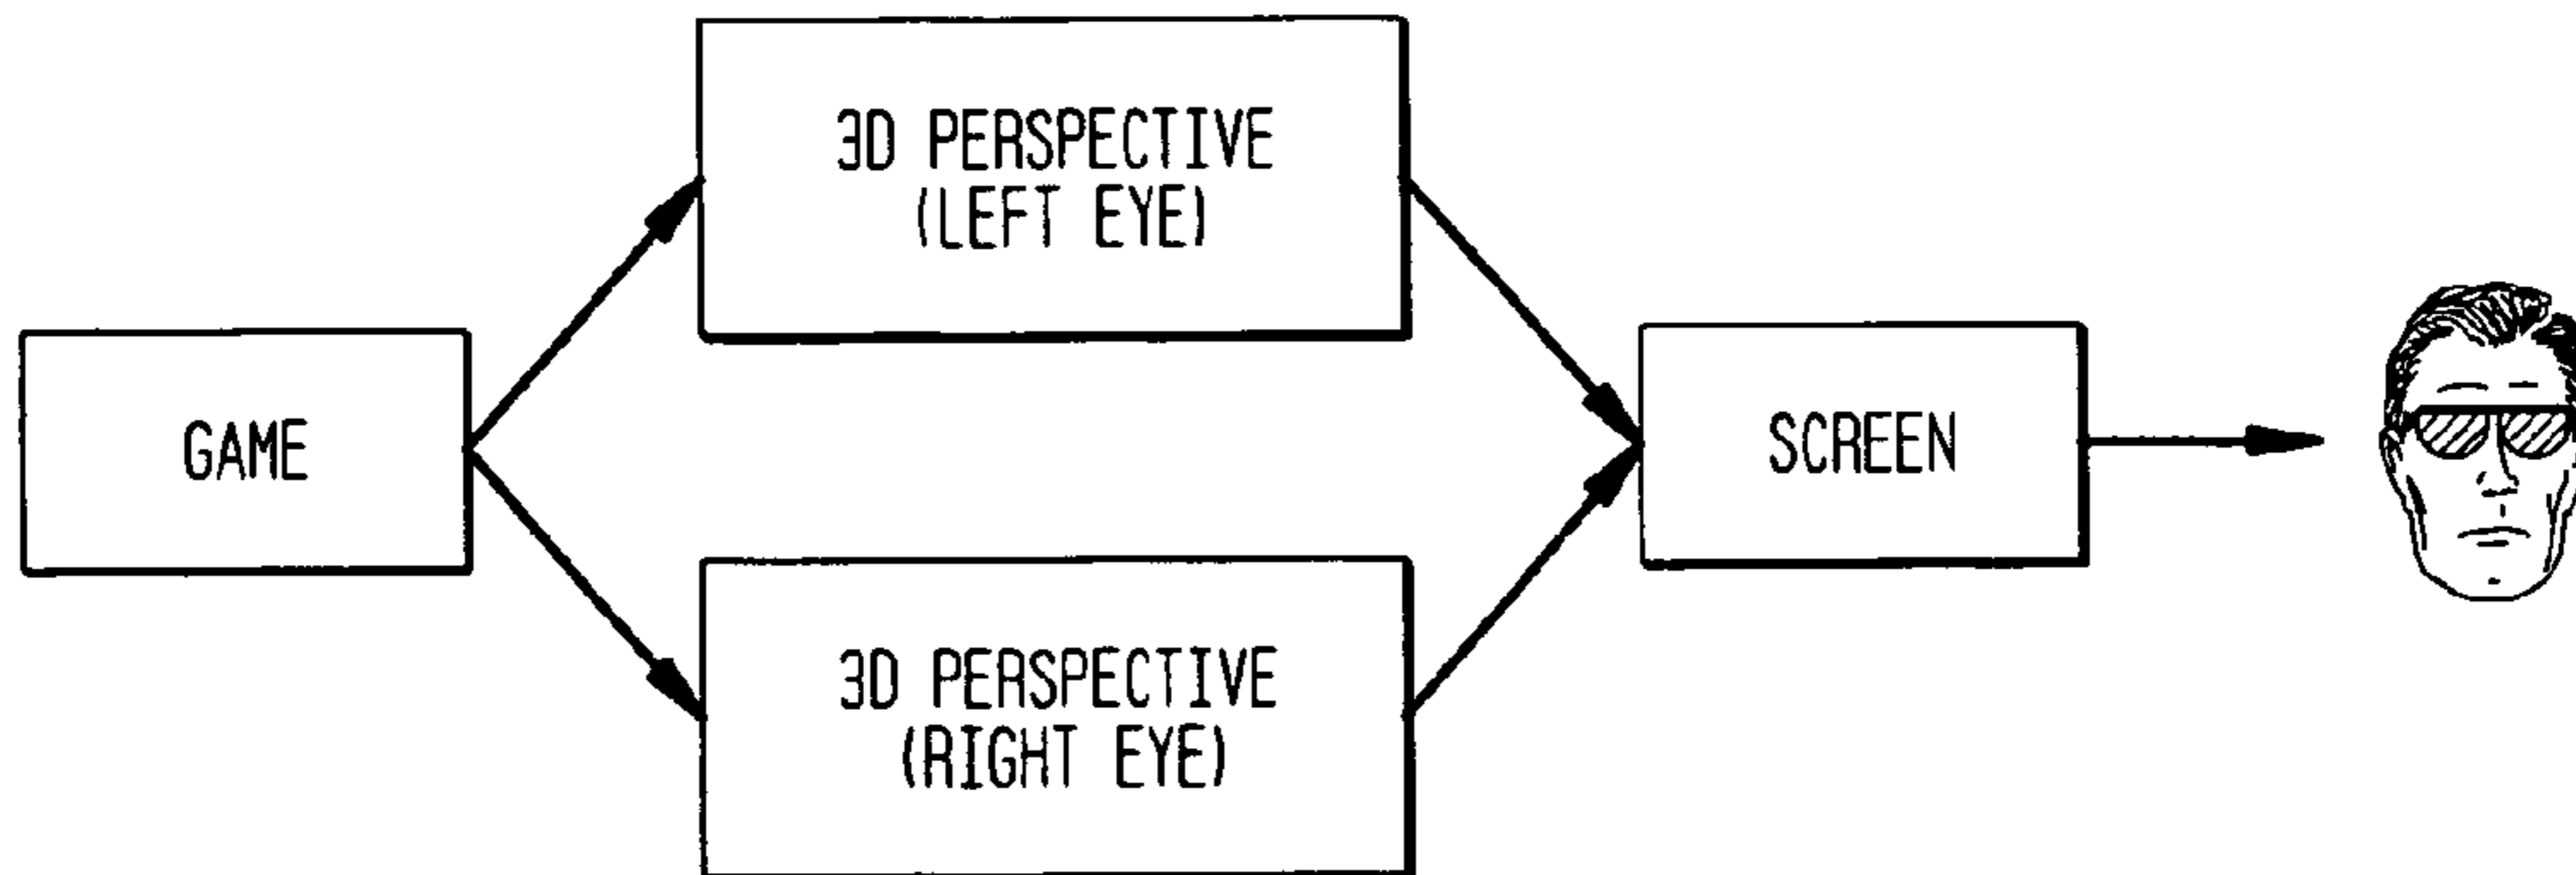 3D PERSPECTIVE
(LEFT EYE)
GAME
SCREEN
3D PERSPECTIVE
(RIGHT EYE)